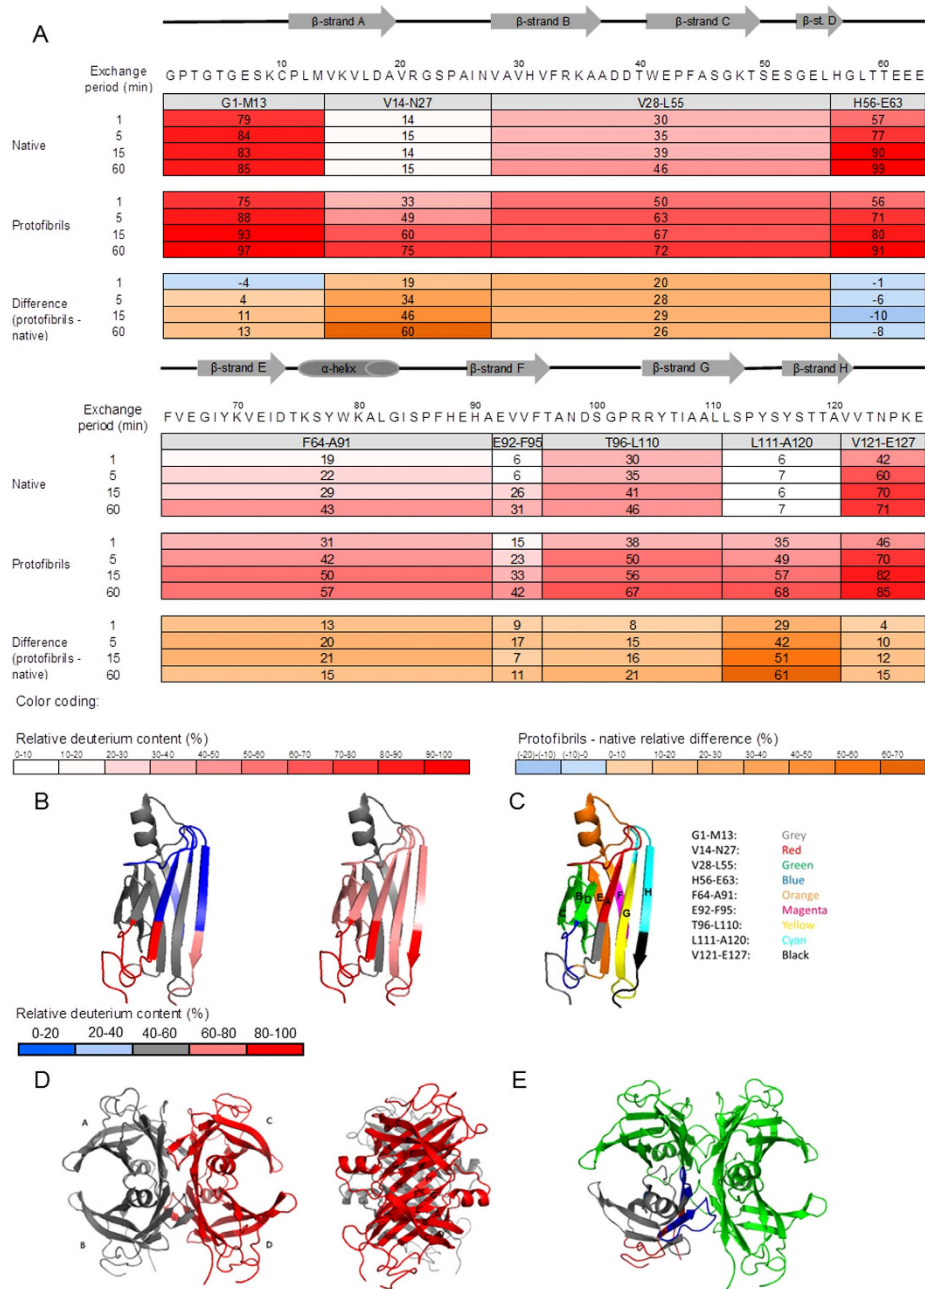 β-strand A β-strand B β-strand C β-st. D
A
10 20 30 40 50 60
Exchange period (min)
GPTGTGESKCPLMVKVLDAVRGSPAINVAVHVFRKAADDTWEPFASGKTSESGELHGLTTEEE
G1-M13 V14-N27 V28-L55 H56-E63
Native
1 79 14 30 57
5 84 15 35 77
15 83 14 39 90
60 85 15 46 99
Protofibrils
1 75 33 50 56
5 88 49 63 71
15 93 60 67 80
60 97 75 72 91
Difference (protofibrils - native)
1 -4 19 20 -1
5 4 34 28 -6
15 11 46 29 -10
60 13 60 26 -8
β-strand E α-helix β-strand F β-strand G β-strand H
70 80 90 100 110 120
Exchange period (min)
FVEGIYKVEIDTKSYWKALGISPFHEHAEVVFTANDSGPRRYTIAALLSPYSYSTTAVVTNPKE
F64-A91 E92-F95 T96-L110 L111-A120 V121-E127
Native
1 19 6 30 6 42
5 22 6 35 7 60
15 29 26 41 6 70
60 43 31 46 7 71
Protofibrils
1 31 15 38 35 46
5 42 23 50 49 70
15 50 33 56 57 82
60 57 42 67 68 85
Difference (protofibrils - native)
1 13 9 8 29 4
5 20 17 15 42 10
15 21 7 16 51 12
60 15 11 21 61 15
Color coding:
Relative deuterium content (%)
0-10 10-20 20-30 30-40 40-50 50-60 60-70 70-80 80-90 90-100
Protofibrils - native relative difference (%)
(-20)-(-10) (-10)-0 0-10 10-20 20-30 30-40 40-50 50-60 60-70
B
C
C B D E A F G H
G1-M13: Grey
V14-N27: Red
V28-L55: Green
H56-E63: Blue
F64-A91: Orange
E92-F95: Magenta
T96-L110: Yellow
L111-A120: Cyan
V121-E127: Black
Relative deuterium content (%)
0-20 20-40 40-60 60-80 80-100
D
A C
B D
E